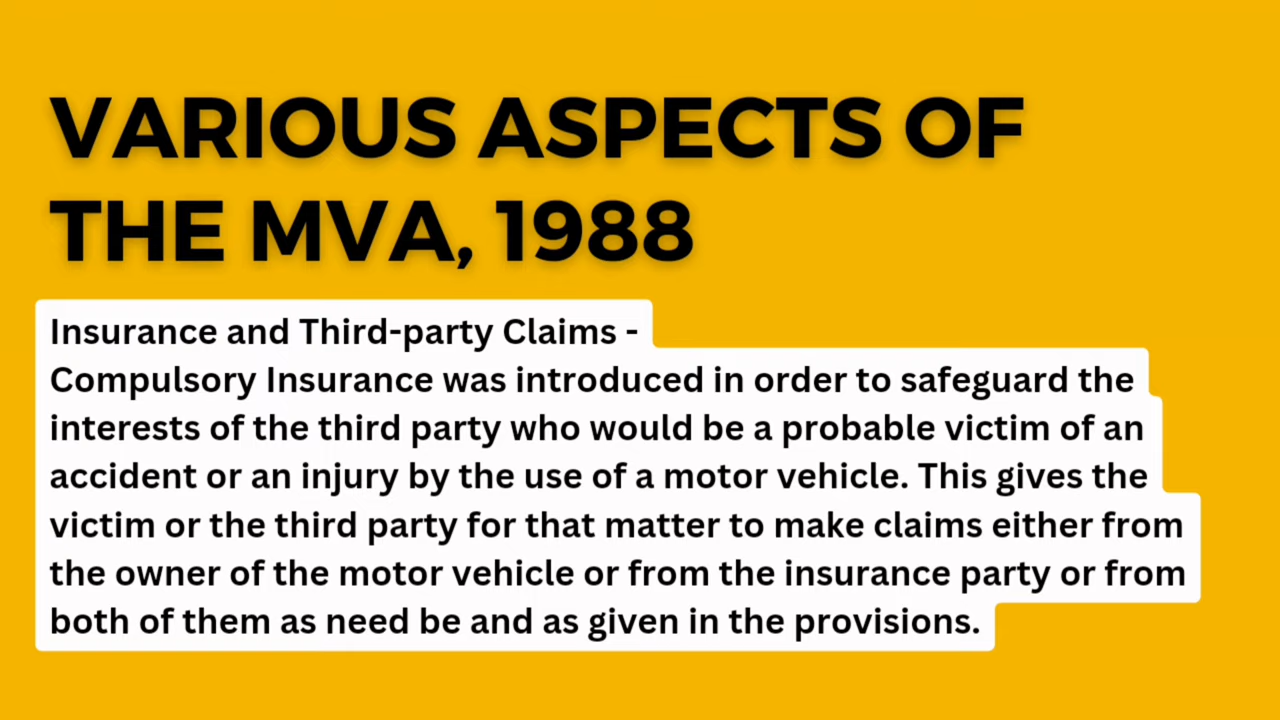 VARIOUS ASPECTS OF
THE MVA, 1988
Insurance and Third-party Claims -
Compulsory Insurance was introduced in order to safeguard the
interests of the third party who would be a probable victim of an
accident or an injury by the use of a motor vehicle. This gives the
victim or the third party for that matter to make claims either from
the owner of the motor vehicle or from the insurance party or from
both of them as need be and as given in the provisions.